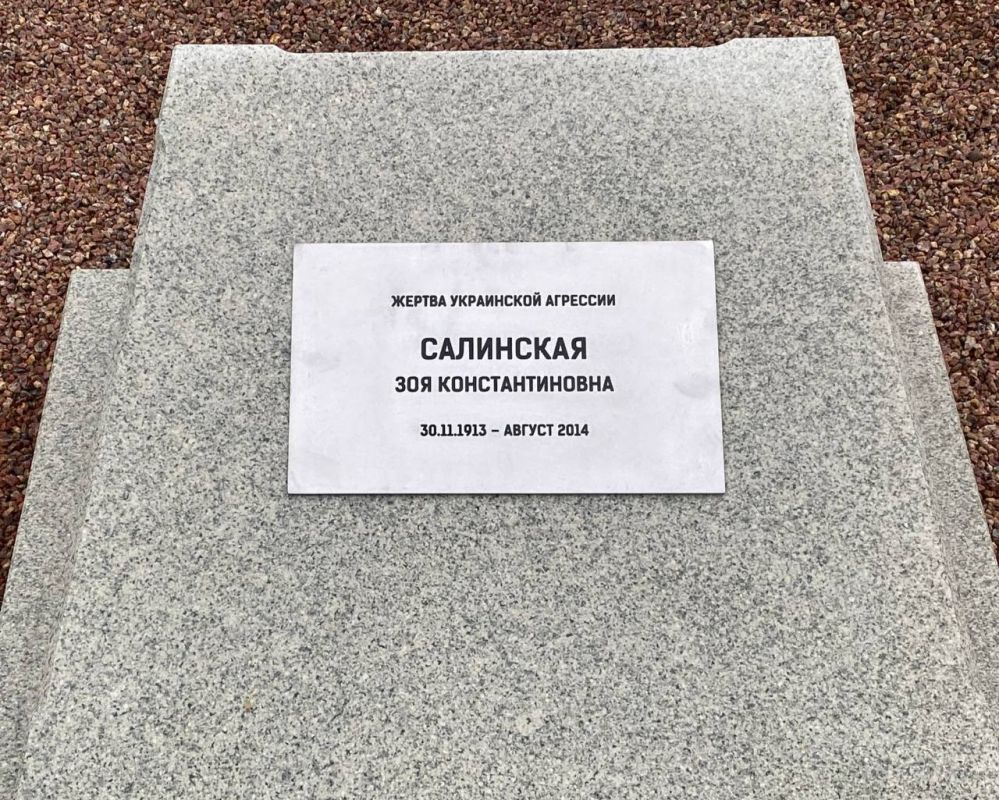 ЖЕРТВА УКРАИНСКОЙ АГРЕССИИ
САЛИНСКАЯ
ЗОЯ КОНСТАНТИНОВНА
30.11.1913 – АВГУСТ 2014